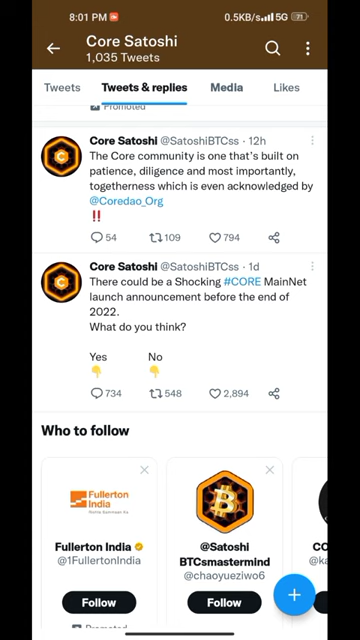 8:01 PM
0.5KB/s 5G 71
Core Satoshi
1,035 Tweets
Tweets Tweets & replies Media Likes
Promoted
Core Satoshi @SatoshiBTCss · 12h
The Core community is one that's built on
patience, diligence and most importantly,
togetherness which is even acknowledged by
@Coredao_Org
‼️
54 109 794
Core Satoshi @SatoshiBTCss · 1d
There could be a Shocking #CORE MainNet
launch announcement before the end of
2022.
What do you think?
Yes No
👇 👇
734 548 2,894
Who to follow
Fullerton
India
Fullerton India
@1FullertonIndia
Follow
@Satoshi
BTCsmastermind
@chaoyueziwo6
Follow
CO
@ka
Promoted